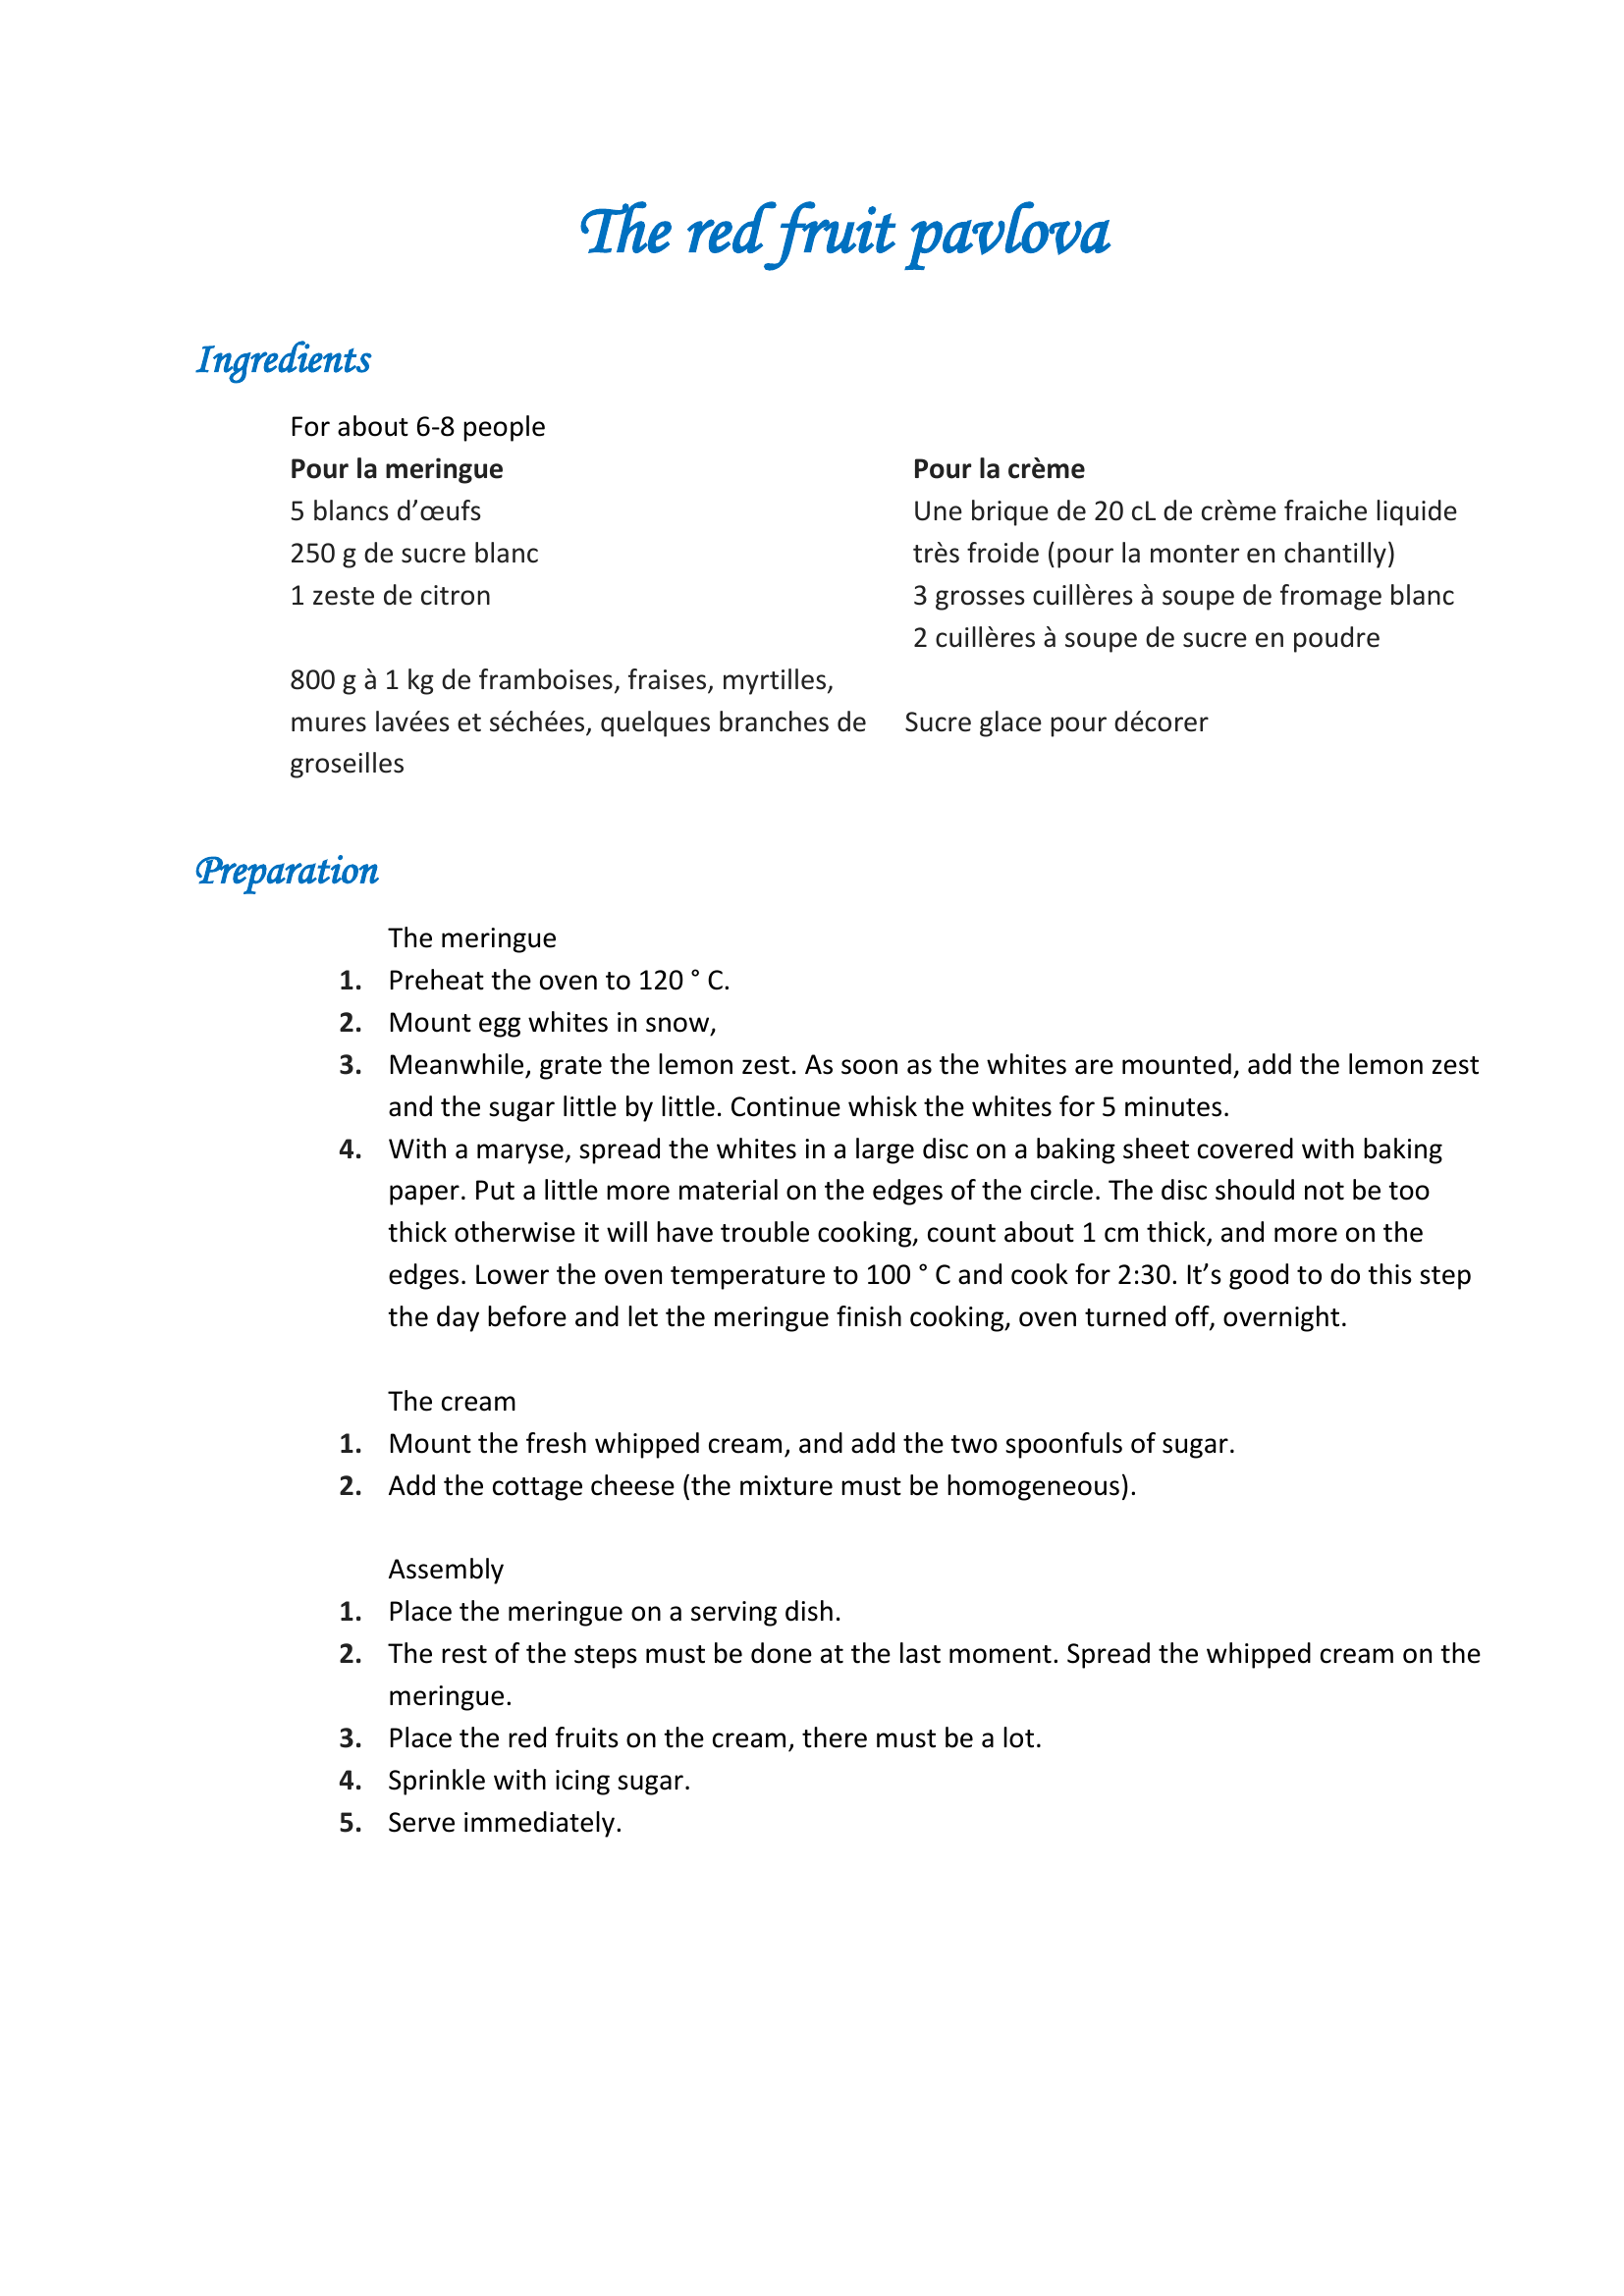 The red fruit pavlova
Ingredients
For about 6-8 people
Pour la meringue
5 blancs d’œufs
250 g de sucre blanc
1 zeste de citron
Pour la crème
Une brique de 20 cL de crème fraiche liquide
très froide (pour la monter en chantilly)
3 grosses cuillères à soupe de fromage blanc
2 cuillères à soupe de sucre en poudre
800 g à 1 kg de framboises, fraises, myrtilles,
mures lavées et séchées, quelques branches de
groseilles
Sucre glace pour décorer
Preparation
The meringue
1. Preheat the oven to 120 ° C.
2. Mount egg whites in snow,
3. Meanwhile, grate the lemon zest. As soon as the whites are mounted, add the lemon zest
and the sugar little by little. Continue whisk the whites for 5 minutes.
4. With a maryse, spread the whites in a large disc on a baking sheet covered with baking
paper. Put a little more material on the edges of the circle. The disc should not be too
thick otherwise it will have trouble cooking, count about 1 cm thick, and more on the
edges. Lower the oven temperature to 100 ° C and cook for 2:30. It’s good to do this step
the day before and let the meringue finish cooking, oven turned off, overnight.
The cream
1. Mount the fresh whipped cream, and add the two spoonfuls of sugar.
2. Add the cottage cheese (the mixture must be homogeneous).
Assembly
1. Place the meringue on a serving dish.
2. The rest of the steps must be done at the last moment. Spread the whipped cream on the
meringue.
3. Place the red fruits on the cream, there must be a lot.
4. Sprinkle with icing sugar.
5. Serve immediately.